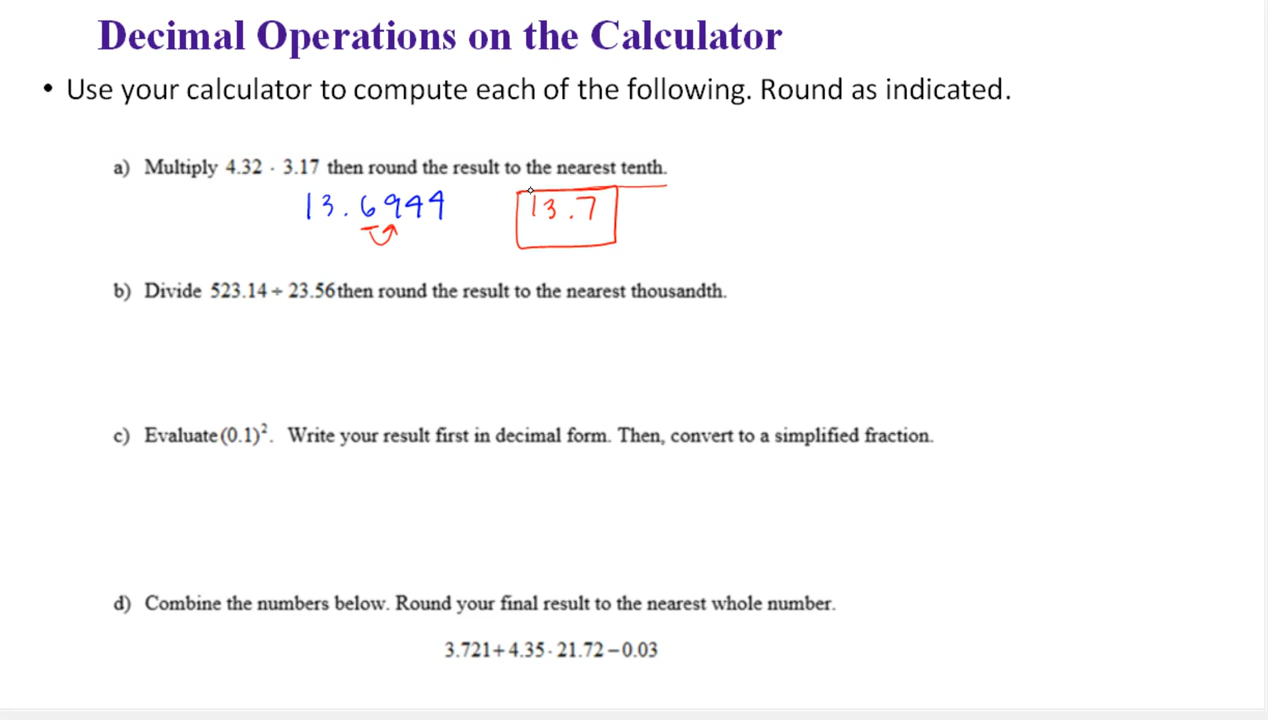 Decimal Operations on the Calculator
• Use your calculator to compute each of the following. Round as indicated.
a) Multiply 4.32 · 3.17 then round the result to the nearest tenth.
13.6944 13.7
b) Divide 523.14 ÷ 23.56 then round the result to the nearest thousandth.
c) Evaluate (0.1)². Write your result first in decimal form. Then, convert to a simplified fraction.
d) Combine the numbers below. Round your final result to the nearest whole number.
3.721 + 4.35 · 21.72 − 0.03